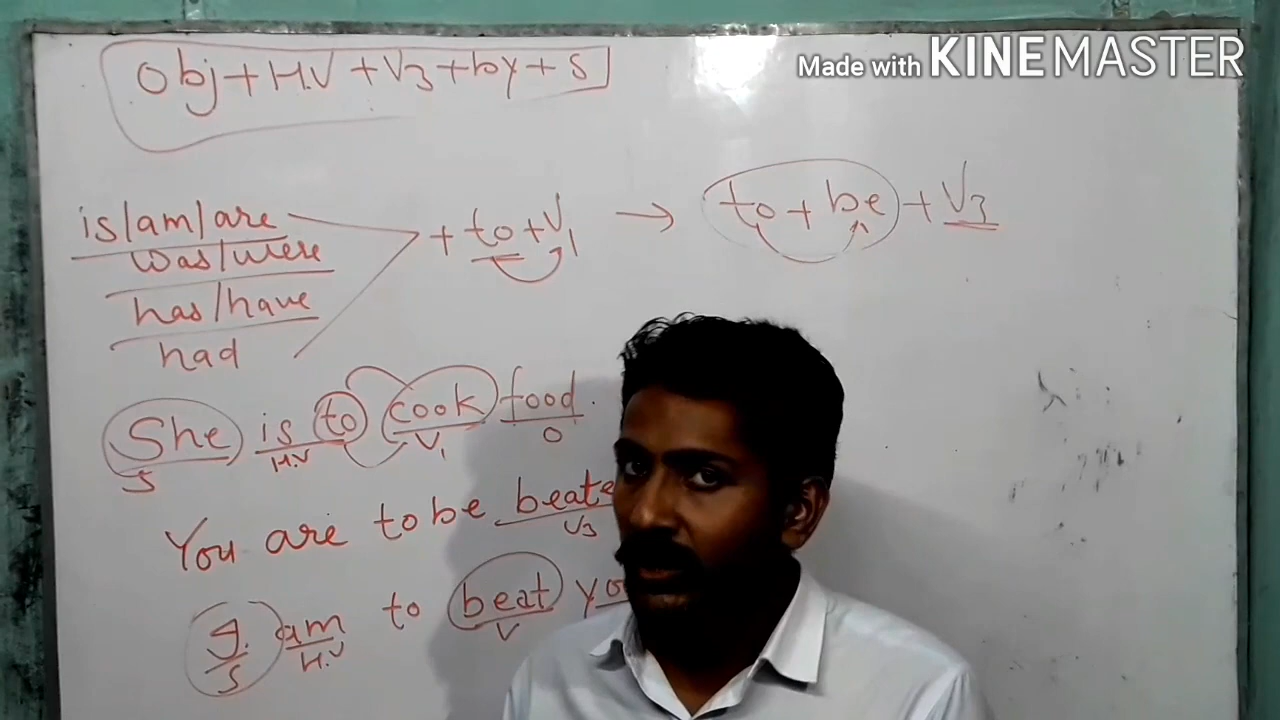 Made with KINEMASTER
Obj+H.V+V3+by+S
is/am/are
was/were
has/have
had
+ to+V1 → to+be+V3
She is to cook food.
S H.V V1 O
You are to be
V3
I am to beat
S H.V V